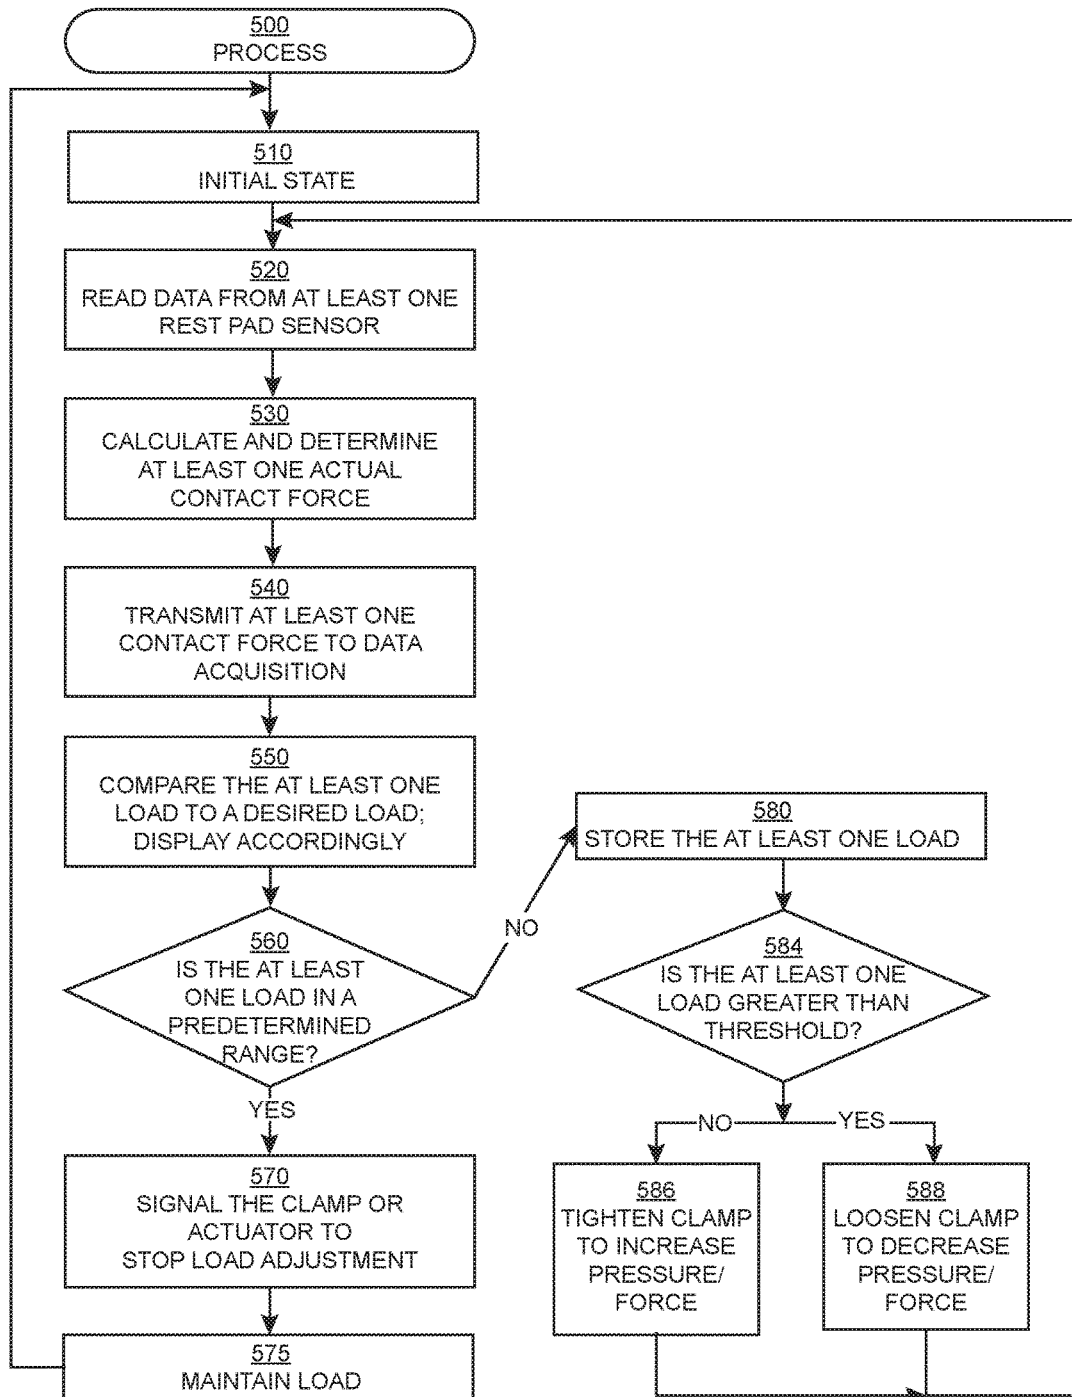 500
PROCESS
510
INITIAL STATE
520
READ DATA FROM AT LEAST ONE
REST PAD SENSOR
530
CALCULATE AND DETERMINE
AT LEAST ONE ACTUAL
CONTACT FORCE
540
TRANSMIT AT LEAST ONE
CONTACT FORCE TO DATA
ACQUISITION
550
COMPARE THE AT LEAST ONE
LOAD TO A DESIRED LOAD;
DISPLAY ACCORDINGLY
560
IS THE AT LEAST
ONE LOAD IN A
PREDETERMINED
RANGE?
YES
570
SIGNAL THE CLAMP OR
ACTUATOR TO
STOP LOAD ADJUSTMENT
575
MAINTAIN LOAD
NO
580
STORE THE AT LEAST ONE LOAD
584
IS THE AT LEAST ONE
LOAD GREATER THAN
THRESHOLD?
NO
YES
586
TIGHTEN CLAMP
TO INCREASE
PRESSURE/
FORCE
588
LOOSEN CLAMP
TO DECREASE
PRESSURE/
FORCE